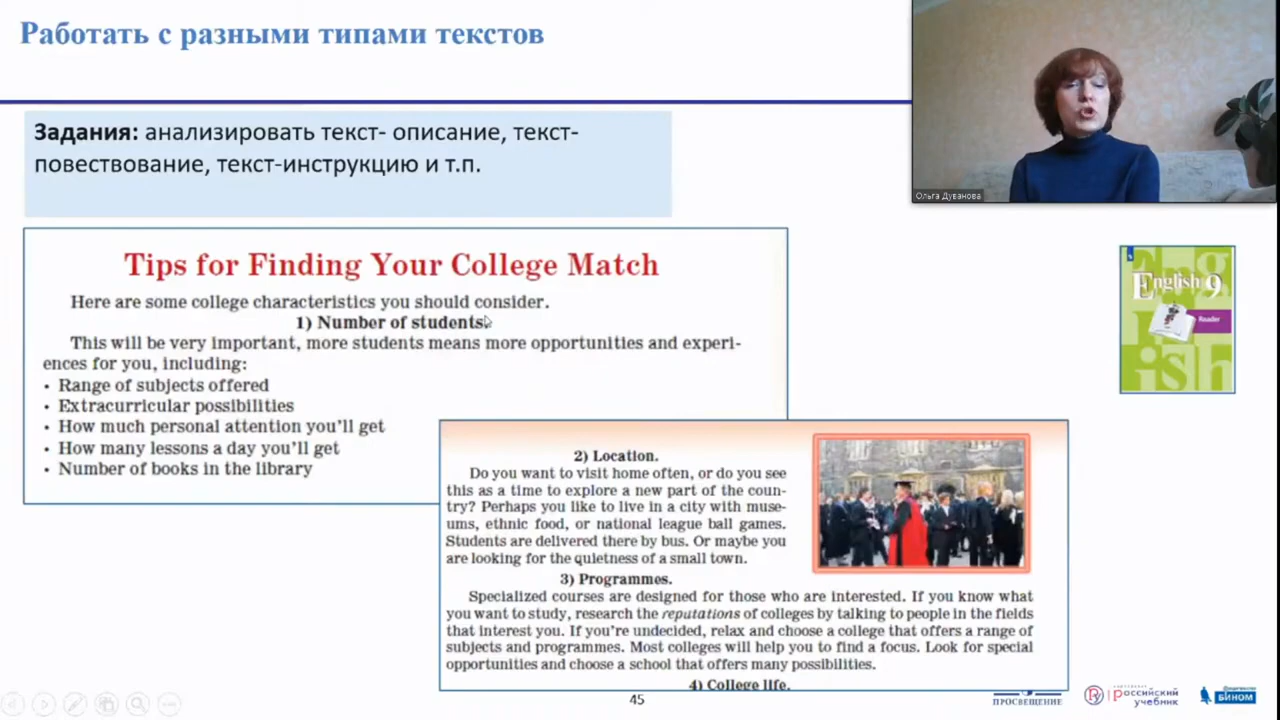 Работать с разными типами текстов
Ольга Дуванова
Задания: анализировать текст- описание, текст-
повествование, текст-инструкцию и т.п.
Tips for Finding Your College Match
Here are some college characteristics you should consider.
1) Number of students.
This will be very important, more students means more opportunities and experi-
ences for you, including:
• Range of subjects offered
• Extracurricular possibilities
• How much personal attention you'll get
• How many lessons a day you'll get
• Number of books in the library
English 9
Reader
2) Location.
Do you want to visit home often, or do you see
this as a time to explore a new part of the coun-
try? Perhaps you like to live in a city with muse-
ums, ethnic food, or national league ball games.
Students are delivered there by bus. Or maybe you
are looking for the quietness of a small town.
3) Programmes.
Specialized courses are designed for those who are interested. If you know what
you want to study, research the reputations of colleges by talking to people in the fields
that interest you. If you're undecided, relax and choose a college that offers a range of
subjects and programmes. Most colleges will help you to find a focus. Look for special
opportunities and choose a school that offers many possibilities.
4) College life.
45
ПРОСВЕЩЕНИЕ
российский
учебник
БИНОМ